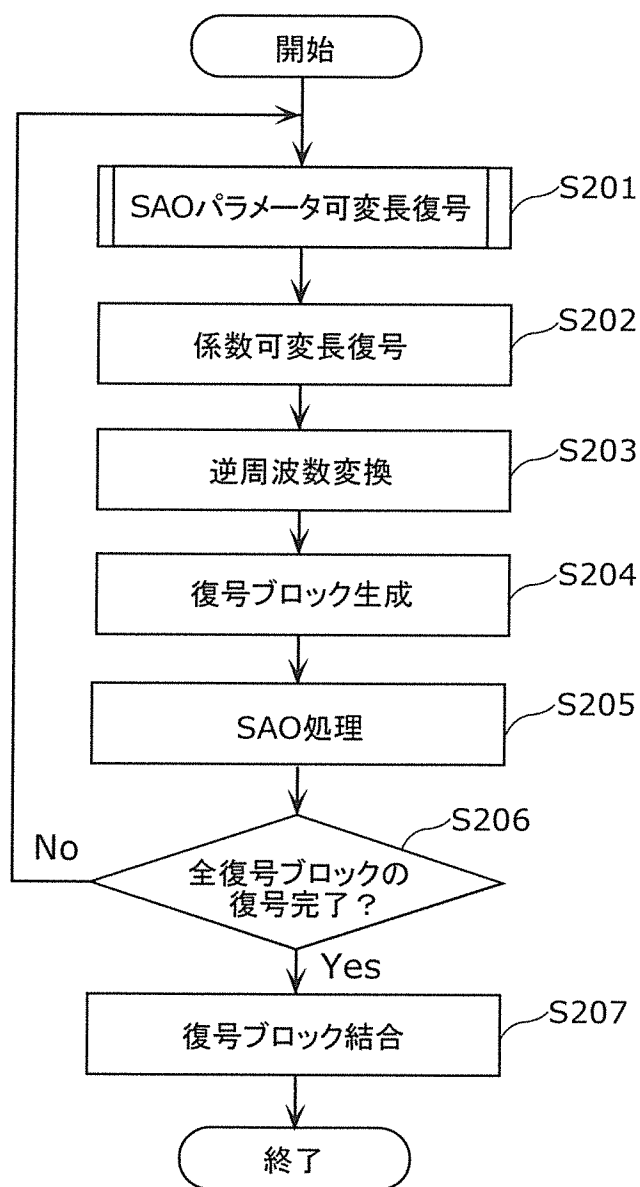 開始
SAOパラメータ可変長復号
S201
係数可変長復号
S202
逆周波数変換
S203
復号ブロック生成
S204
SAO処理
S205
S206
No
全復号ブロックの
復号完了？
Yes
復号ブロック結合
S207
終了